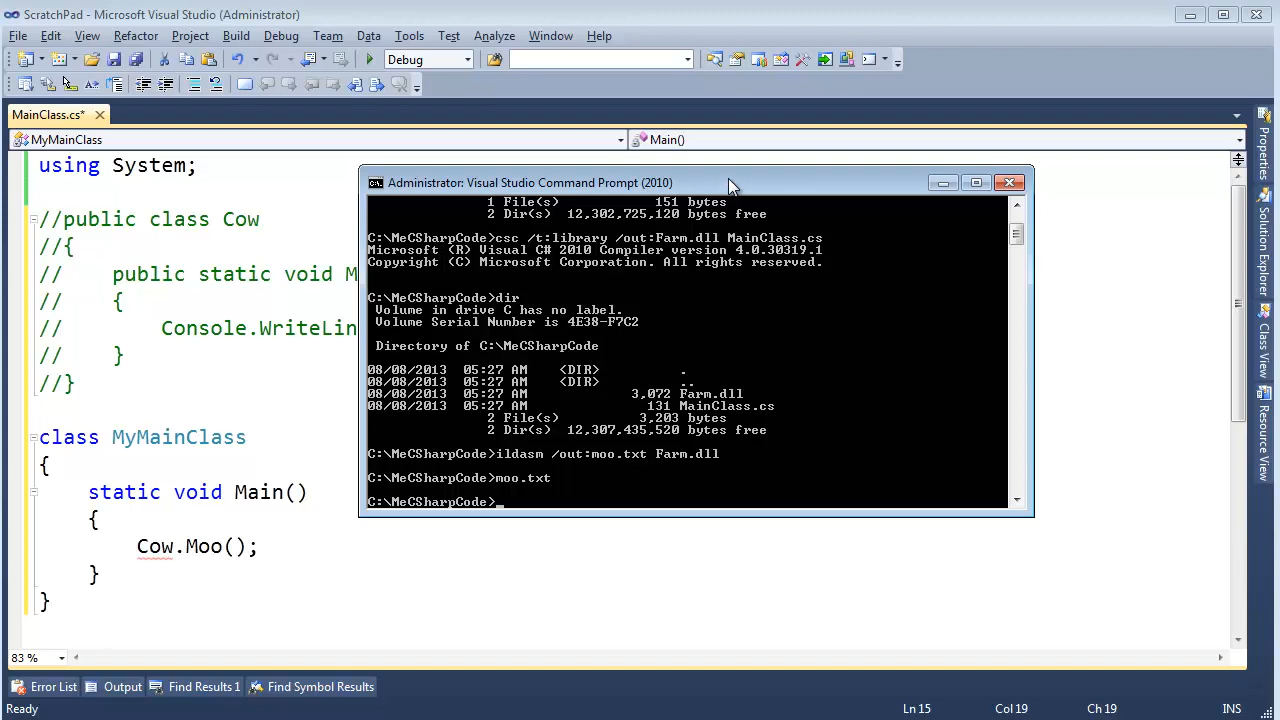 ScratchPad - Microsoft Visual Studio (Administrator)
File Edit View Refactor Project Build Debug Team Data Tools Test Analyze Window Help
Debug
MainClass.cs*
MyMainClass
Main()
using System;
//public class Cow
//{
// public static void M
// {
// Console.WriteLin
// }
//}
class MyMainClass
{
static void Main()
{
Cow.Moo();
}
}
Administrator: Visual Studio Command Prompt (2010)
1 File(s) 151 bytes
2 Dir(s) 12,302,725,120 bytes free
C:\MeCSharpCode>csc /t:library /out:Farm.dll MainClass.cs
Microsoft (R) Visual C# 2010 Compiler version 4.0.30319.1
Copyright (C) Microsoft Corporation. All rights reserved.
C:\MeCSharpCode>dir
Volume in drive C has no label.
Volume Serial Number is 4E38-F7C2
Directory of C:\MeCSharpCode
08/08/2013 05:27 AM <DIR> .
08/08/2013 05:27 AM <DIR> ..
08/08/2013 05:27 AM 3,072 Farm.dll
08/08/2013 05:27 AM 131 MainClass.cs
2 File(s) 3,203 bytes
2 Dir(s) 12,307,435,520 bytes free
C:\MeCSharpCode>ildasm /out:moo.txt Farm.dll
C:\MeCSharpCode>moo.txt
C:\MeCSharpCode>_
Properties
Solution Explorer
Class View
Resource View
83 %
Error List Output Find Results 1 Find Symbol Results
Ready Ln 15 Col 19 Ch 19 INS